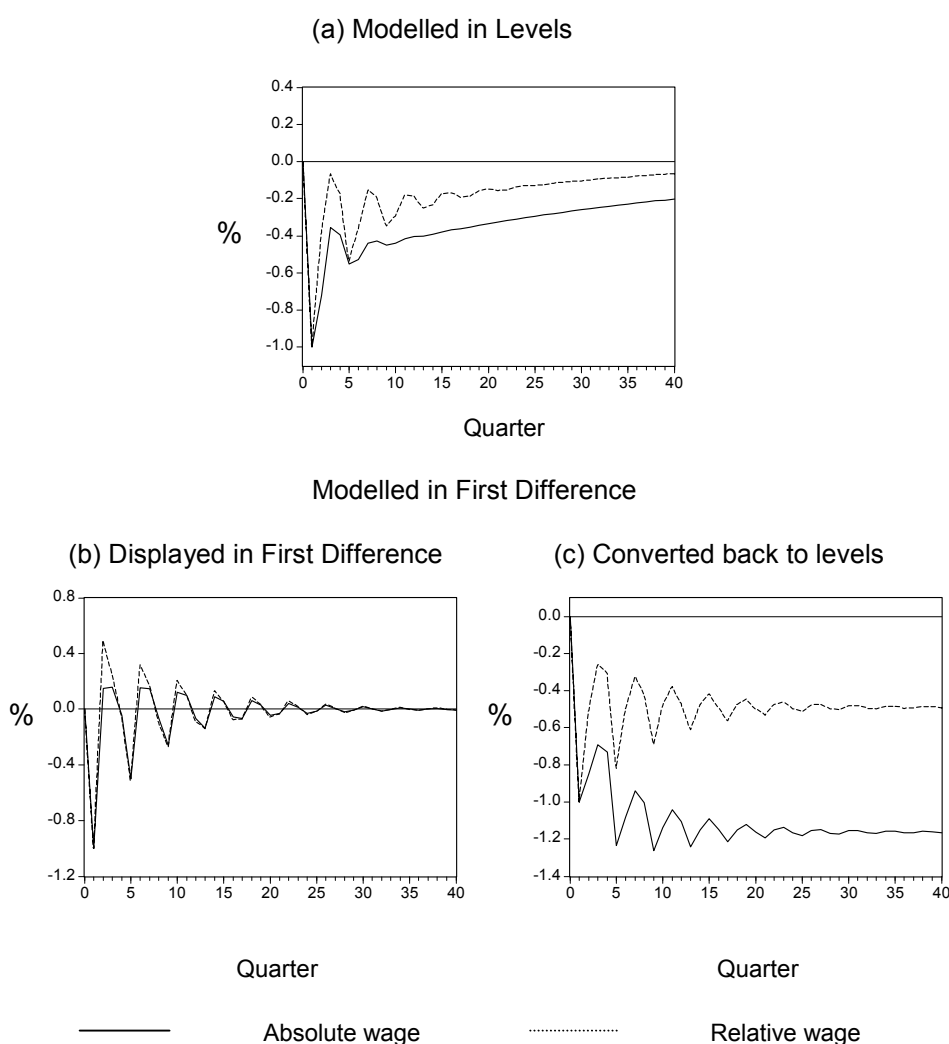 (a) Modelled in Levels
0.4
0.2
0.0
-0.2
-0.4
-0.6
-0.8
-1.0
%
0 5 10 15 20 25 30 35 40
Quarter
Modelled in First Difference
(b) Displayed in First Difference
0.8
0.4
0.0
-0.4
-0.8
-1.2
%
0 5 10 15 20 25 30 35 40
Quarter
(c) Converted back to levels
0.0
-0.2
-0.4
-0.6
-0.8
-1.0
-1.2
-1.4
%
0 5 10 15 20 25 30 35 40
Quarter
Absolute wage Relative wage